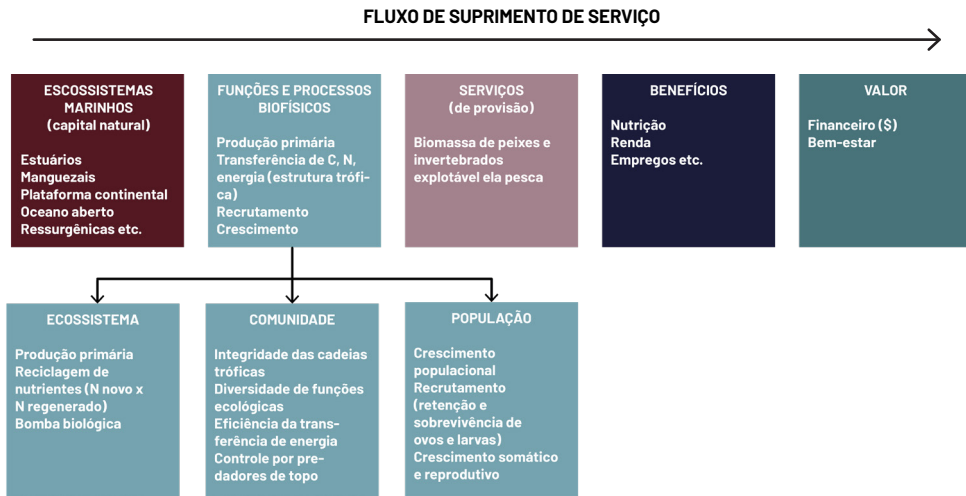 FLUXO DE SUPRIMENTO DE SERVIÇO
ESCOSSISTEMAS
MARINHOS
(capital natural)
Estuários
Manguezais
Plataforma continental
Oceano aberto
Ressurgênicas etc.
FUNÇÕES E PROCESSOS
BIOFÍSICOS
Produção primária
Transferência de C, N,
energia (estrutura trófi-
ca)
Recrutamento
Crescimento
SERVIÇOS
(de provisão)
Biomassa de peixes e
invertebrados
explotável ela pesca
BENEFÍCIOS
Nutrição
Renda
Empregos etc.
VALOR
Financeiro ($)
Bem-estar
ECOSSISTEMA
Produção primária
Reciclagem de
nutrientes (N novo x
N regenerado)
Bomba biológica
COMUNIDADE
Integridade das cadeias
tróficas
Diversidade de funções
ecológicas
Eficiência da trans-
ferência de energia
Controle por pre-
dadores de topo
POPULAÇÃO
Crescimento
populacional
Recrutamento
(retenção e
sobrevivência de
ovos e larvas)
Crescimento somático
e reprodutivo